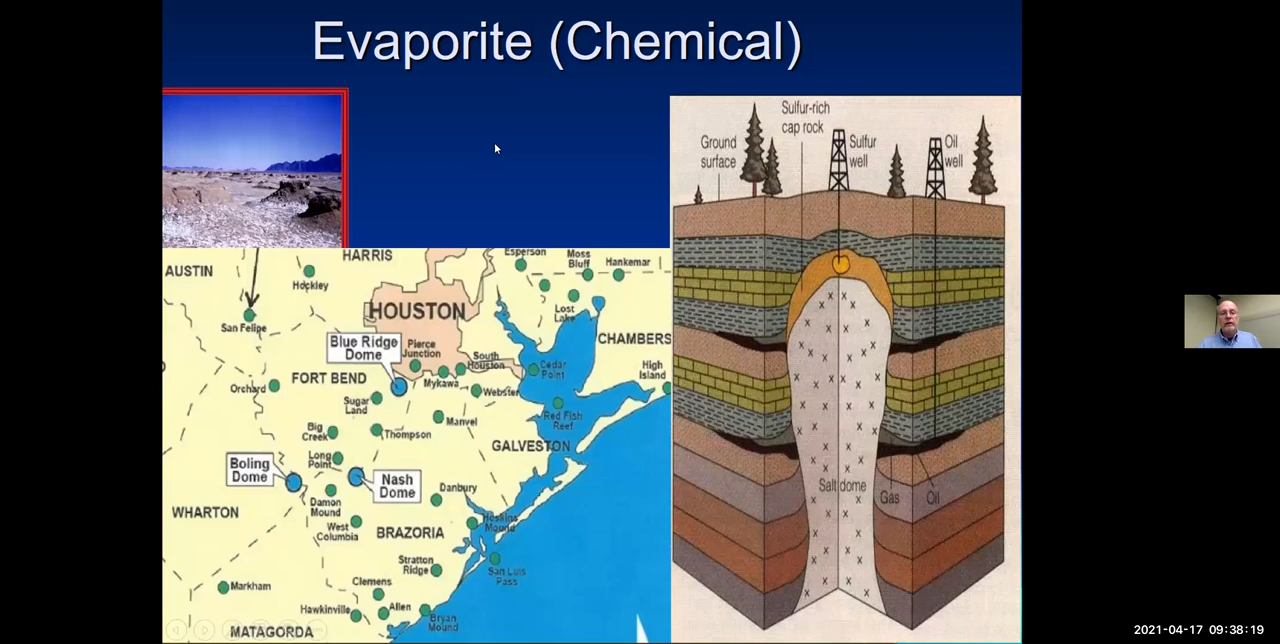 Evaporite (Chemical)
Sulfur-rich
cap rock
Ground
surface
Sulfur
well
Oil
well
Salt dome
Gas
Oil
HARRIS
AUSTIN
Hockley
HOUSTON
Esperson
Moss
Bluff
Hankemar
San Felipe
Lost
Lake
CHAMBERS
Blue Ridge
Dome
Pierce
Junction
South
Houston
Cedar
Point
High
Island
Orchard
FORT BEND
Mykawa
Webster
Sugar
Land
Red Fish
Reef
Manvel
Big
Creek
Thompson
GALVESTON
Long
Point
Boling
Dome
Nash
Dome
Danbury
Damon
Mound
WHARTON
West
Columbia
BRAZORIA
Hoskins
Mound
Stratton
Ridge
San Luis
Pass
Markham
Clemens
Hawkinville
Allen
Bryan
Mound
MATAGORDA
2021-04-17 09:38:19